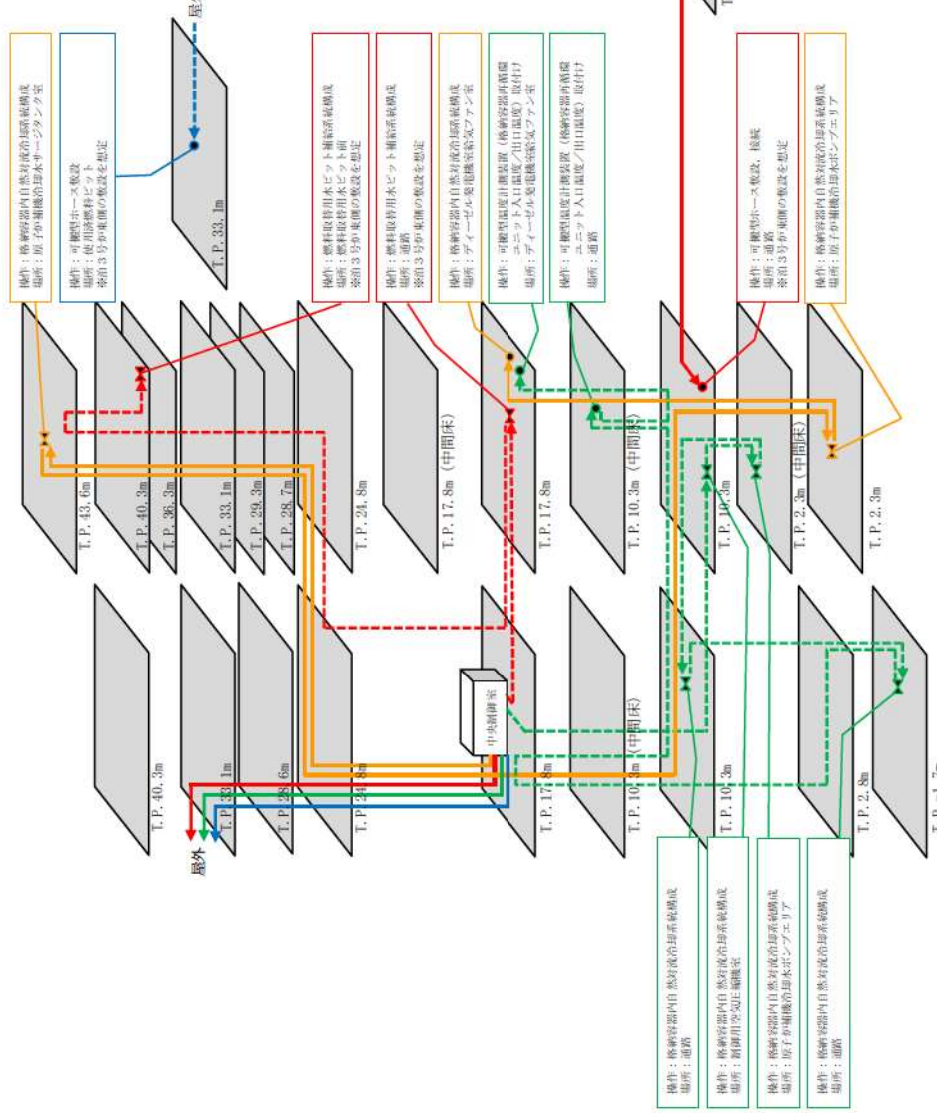 屋外
操作：格納容器内自然対流冷却系統構成
場所：原子炉補機冷却水サージタンク室
操作：可搬型ホース敷設
場所：使用済燃料ピット
※泊３号炉東側の敷設を想定
操作：燃料取替用水ピット補給系統構成
場所：燃料取替用水ピット前
※泊３号炉東側の敷設を想定
操作：燃料取替用水ピット補給系統構成
場所：通路
操作：格納容器内自然対流冷却系統構成
場所：ディーゼル発電機室給気ファン室
操作：可搬型温度計測装置（格納容器再循環
ユニット入口温度／出口温度）取付け
場所：ディーゼル発電機室給気ファン室
操作：可搬型温度計測装置（格納容器再循環
ユニット入口温度／出口温度）取付け
場所：通路
操作：可搬型ホース敷設，接続
場所：通路
※泊３号炉東側の敷設を想定
操作：格納容器内自然対流冷却系統構成
場所：原子炉補機冷却水ポンプエリア
T.P.33.1m
T.P.43.6m
T.P.40.3m
T.P.36.3m
T.P.33.1m
T.P.29.3m
T.P.28.7m
T.P.24.8m
T.P.17.8m（中間床）
T.P.17.8m
T.P.10.3m（中間床）
T.P.10.3m
T.P.2.3m（中間床）
T.P.2.3m
T.P.40.3m
T.P.33.1m
T.P.28.6m
T.P.24.8m
中央制御室
T.P.17.8m
T.P.10.3m（中間床）
T.P.10.3m
T.P.2.8m
屋外
操作：格納容器内自然対流冷却系統構成
場所：通路
操作：格納容器内自然対流冷却系統構成
場所：制御用空気圧縮機室
操作：格納容器内自然対流冷却系統構成
場所：原子炉補機冷却水ポンプエリア
操作：格納容器内自然対流冷却系統構成
場所：通路